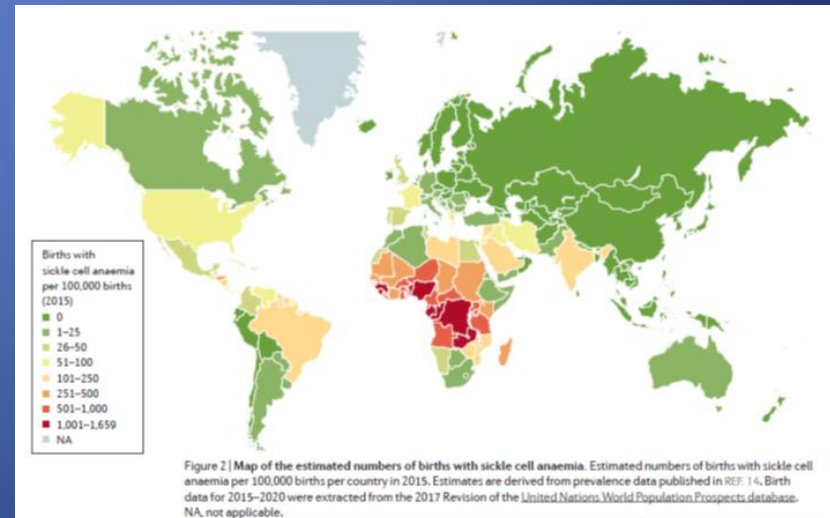 Births with
sickle cell anaemia
per 100,000 births
(2015)
0
1–25
26–50
51–100
101–250
251–500
501–1,000
1,001–1,659
NA
Figure 2 | Map of the estimated numbers of births with sickle cell anaemia. Estimated numbers of births with sickle cell
anaemia per 100,000 births per country in 2015. Estimates are derived from prevalence data published in REF. 14. Birth
data for 2015–2020 were extracted from the 2017 Revision of the United Nations World Population Prospects database.
NA, not applicable.